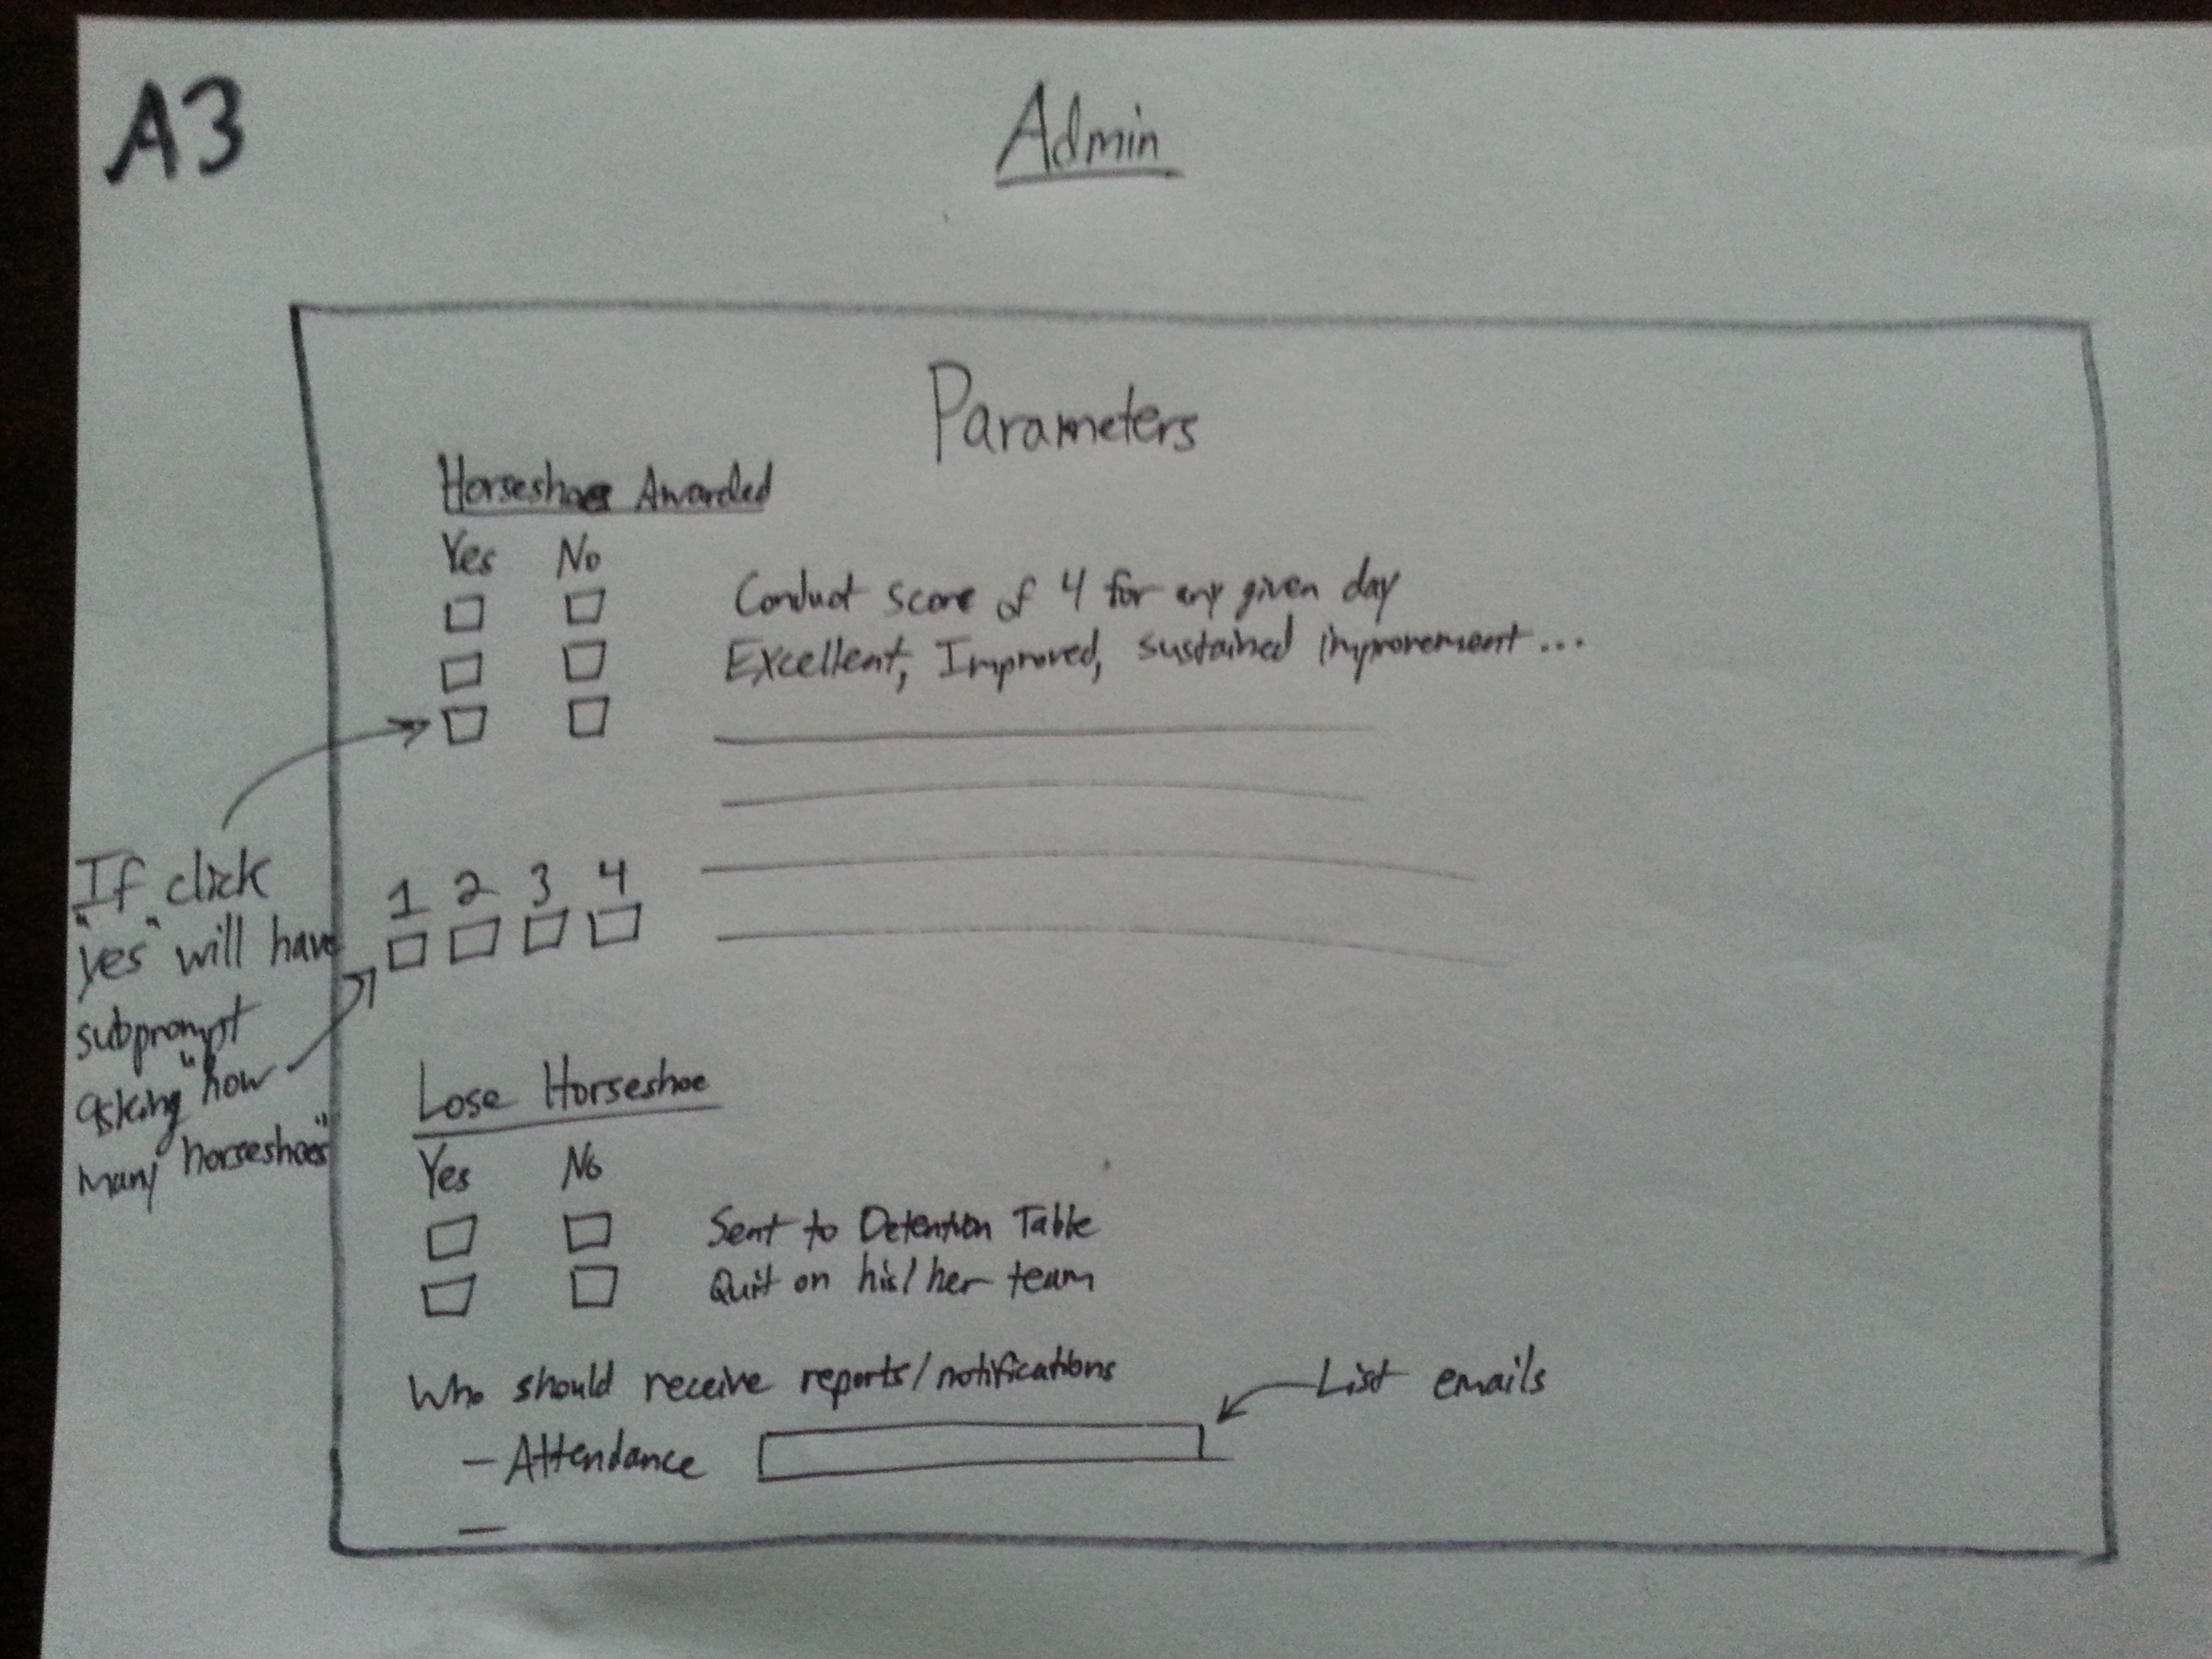 A3
Admin
Parameters
Horseshoe Awarded
Yes No
Conduct score of 4 for any given day
Excellent, Improved, sustained improvement...
If click
"yes" will have
subprompt
asking "how
many horseshoes"
1 2 3 4
Lose Horseshoe
Yes No
Sent to Detention Table
Quit on his/her team
Who should receive reports/notifications
List emails
- Attendance
-